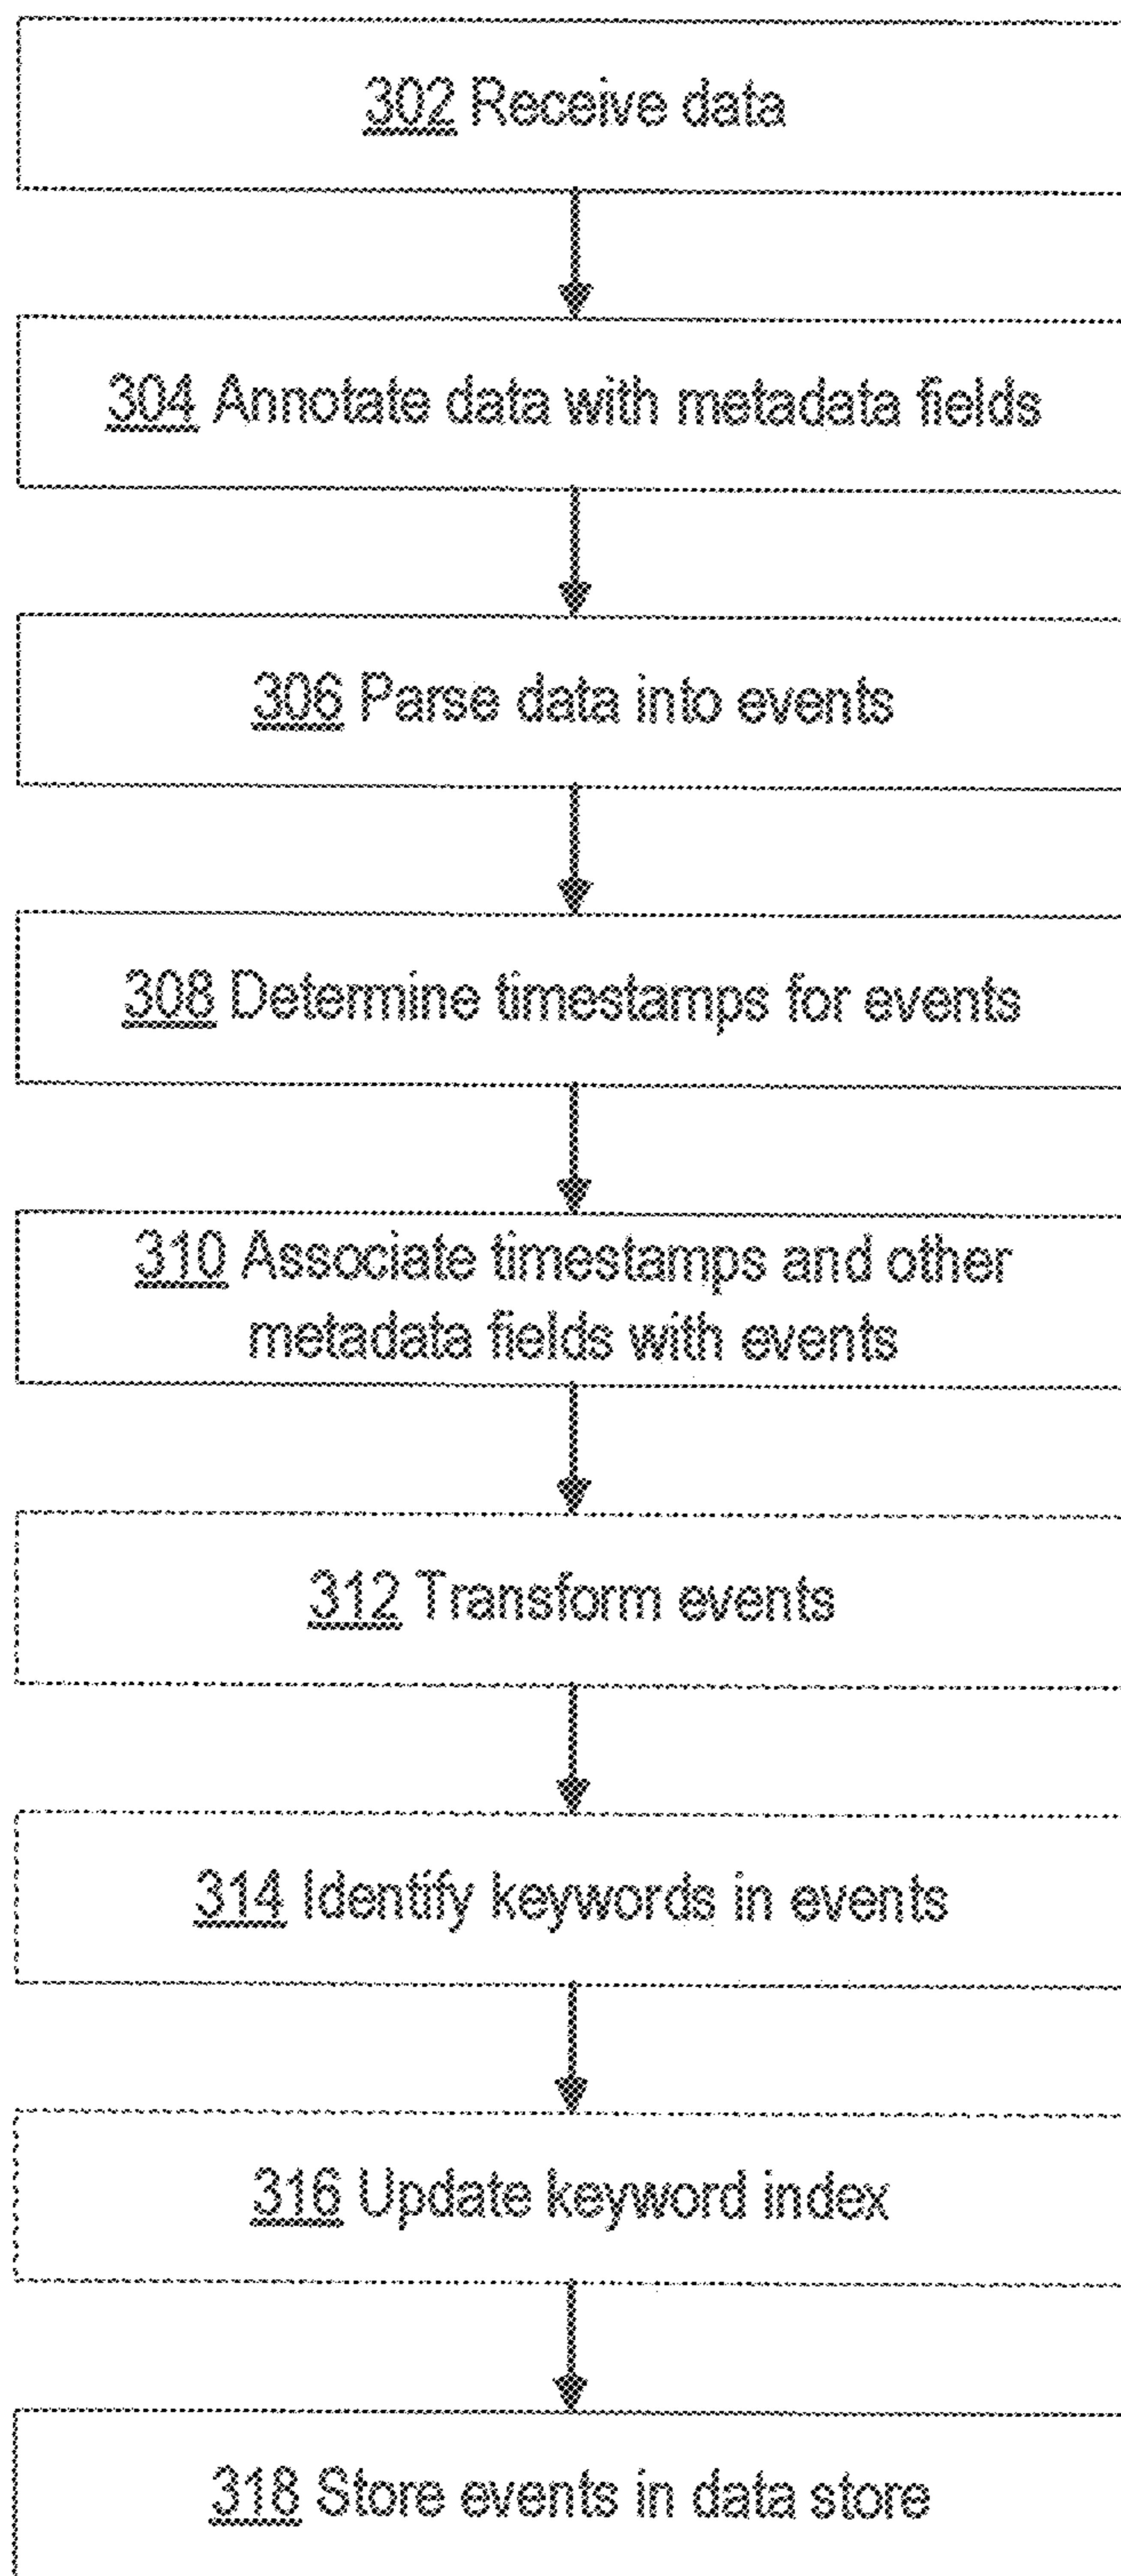 302 Receive data
304 Annotate data with metadata fields
306 Parse data into events
308 Determine timestamps for events
310 Associate timestamps and other
metadata fields with events
312 Transform events
314 Identify keywords in events
316 Update keyword index
318 Store events in data store